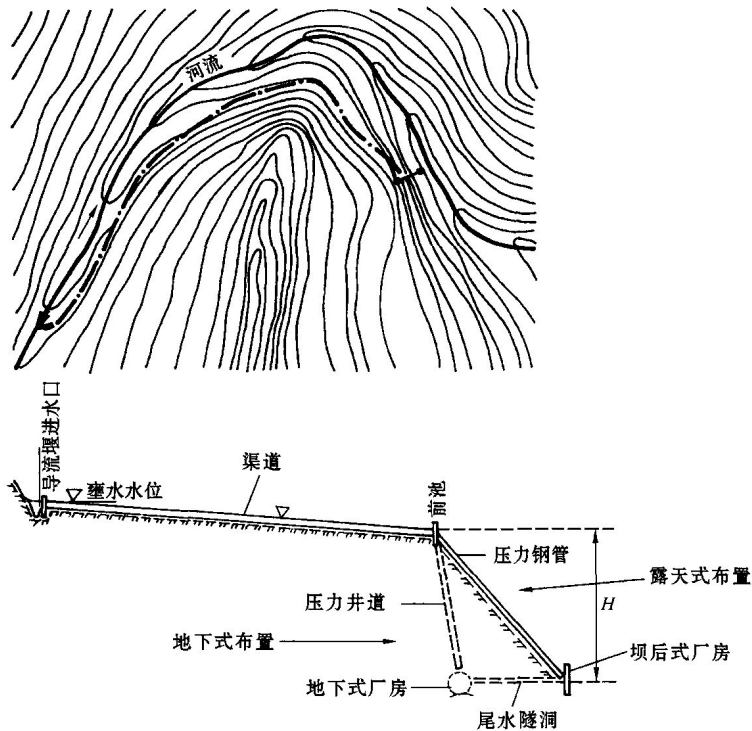 河流
导流堰进水口
壅水水位
渠道
前池
压力钢管
露天式布置
压力井道
H
地下式布置
坝后式厂房
地下式厂房
尾水隧洞